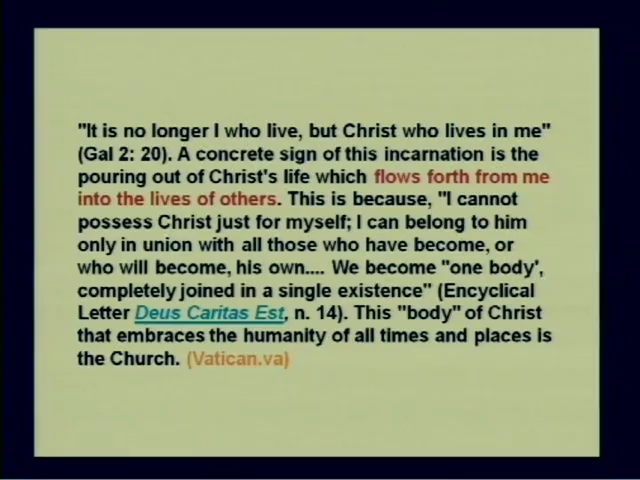 "It is no longer I who live, but Christ who lives in me"
(Gal 2: 20). A concrete sign of this incarnation is the
pouring out of Christ's life which flows forth from me
into the lives of others. This is because, "I cannot
possess Christ just for myself; I can belong to him
only in union with all those who have become, or
who will become, his own.... We become "one body',
completely joined in a single existence" (Encyclical
Letter Deus Caritas Est, n. 14). This "body" of Christ
that embraces the humanity of all times and places is
the Church. (Vatican.va)